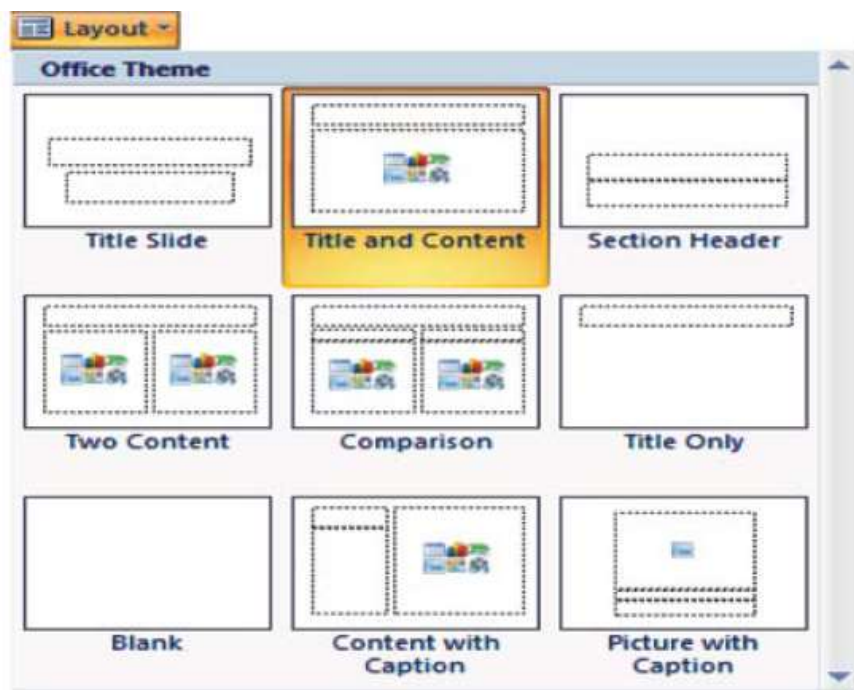 Layout
Office Theme
Title Slide
Title and Content
Section Header
Two Content
Comparison
Title Only
Blank
Content with
Caption
Picture with
Caption